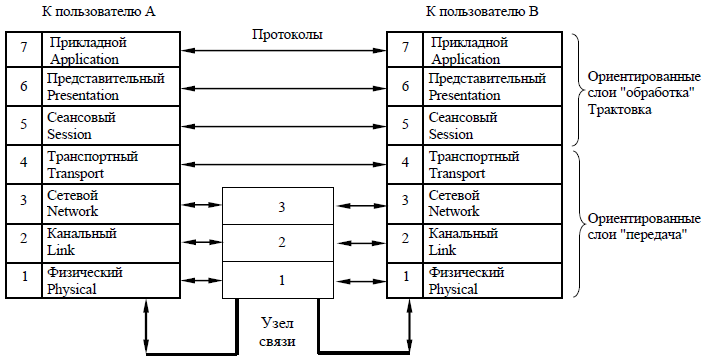 К пользователю А
К пользователю В
Протоколы
7 Прикладной
Application
6 Представительный
Presentation
5 Сеансовый
Session
4 Транспортный
Transport
3 Сетевой
Network
2 Канальный
Link
1 Физический
Physical
3
2
1
Узел
связи
7 Прикладной
Application
6 Представительный
Presentation
5 Сеансовый
Session
4 Транспортный
Transport
3 Сетевой
Network
2 Канальный
Link
1 Физический
Physical
Ориентированные
слои "обработка"
Трактовка
Ориентированные
слои "передача"